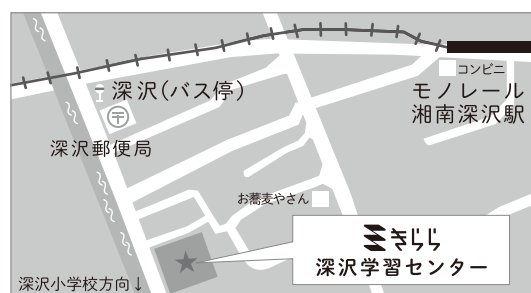 コンビニ
深沢(バス停)
モノレール
湘南深沢駅
深沢郵便局
お蕎麦やさん
きらら
深沢学習センター
深沢小学校方向↓